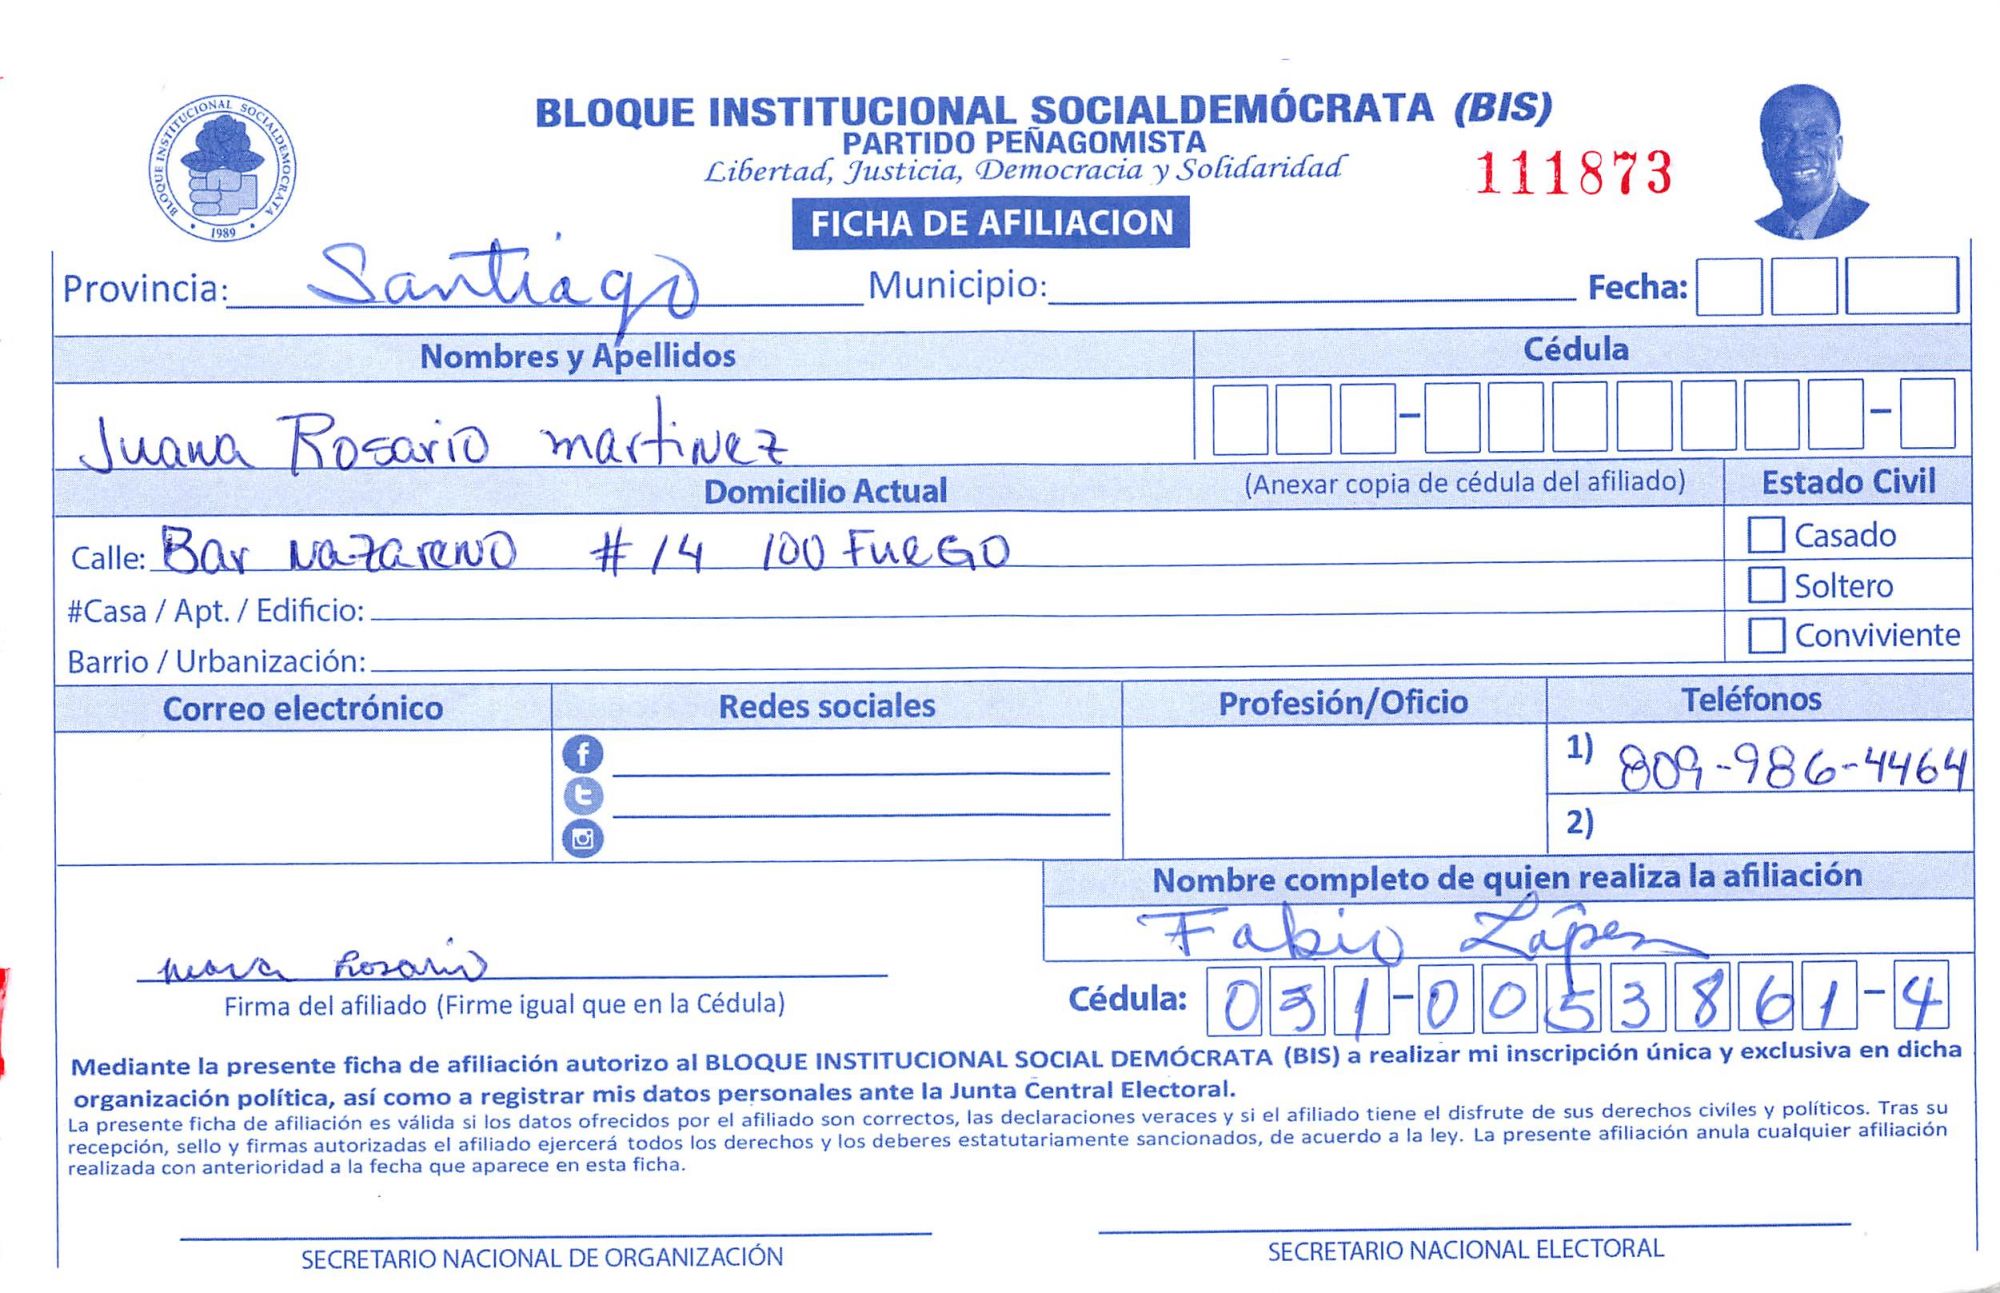 BLOQUE INSTITUCIONAL SOCIALDEMOCRATA
1989
BLOQUE INSTITUCIONAL SOCIALDEMÓCRATA (BIS)
PARTIDO PEÑAGOMISTA
Libertad, Justicia, Democracia y Solidaridad
111873
FICHA DE AFILIACION
Provincia: Santiago Municipio: Fecha:
Nombres y Apellidos Cédula
Juana Rosario martinez
Domicilio Actual (Anexar copia de cédula del afiliado) Estado Civil
Calle: Bar Nazareno #14 100 Fuego Casado
#Casa / Apt. / Edificio: Soltero
Barrio / Urbanización: Conviviente
Correo electrónico Redes sociales Profesión/Oficio Teléfonos
1) 809-986-4464
2)
Nombre completo de quien realiza la afiliación
Fabio López
Rosario
Firma del afiliado (Firme igual que en la Cédula) Cédula: 031-0053861-4
Mediante la presente ficha de afiliación autorizo al BLOQUE INSTITUCIONAL SOCIAL DEMÓCRATA (BIS) a realizar mi inscripción única y exclusiva en dicha
organización política, así como a registrar mis datos personales ante la Junta Central Electoral.
La presente ficha de afiliación es válida si los datos ofrecidos por el afiliado son correctos, las declaraciones veraces y si el afiliado tiene el disfrute de sus derechos civiles y políticos. Tras su
recepción, sello y firmas autorizadas el afiliado ejercerá todos los derechos y los deberes estatutariamente sancionados, de acuerdo a la ley. La presente afiliación anula cualquier afiliación
realizada con anterioridad a la fecha que aparece en esta ficha.
SECRETARIO NACIONAL DE ORGANIZACIÓN SECRETARIO NACIONAL ELECTORAL